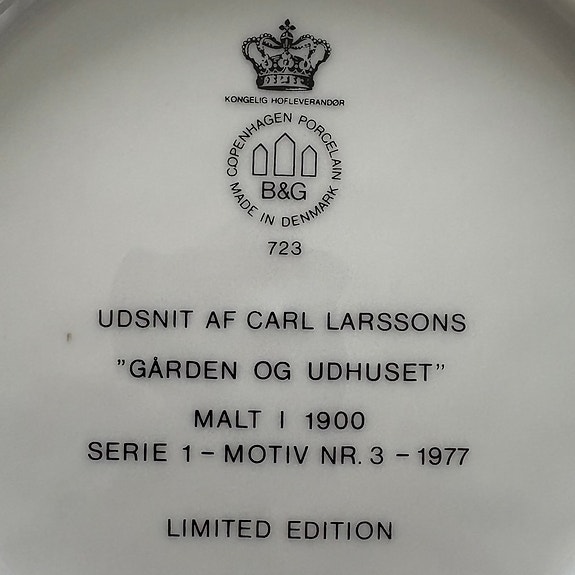 KONGELIG HOFLEVERANDØR
COPENHAGEN PORCELAIN
B&G
MADE IN DENMARK
723
UDSNIT AF CARL LARSSONS
”GÅRDEN OG UDHUSET”
MALT I 1900
SERIE 1 – MOTIV NR. 3 – 1977
LIMITED EDITION